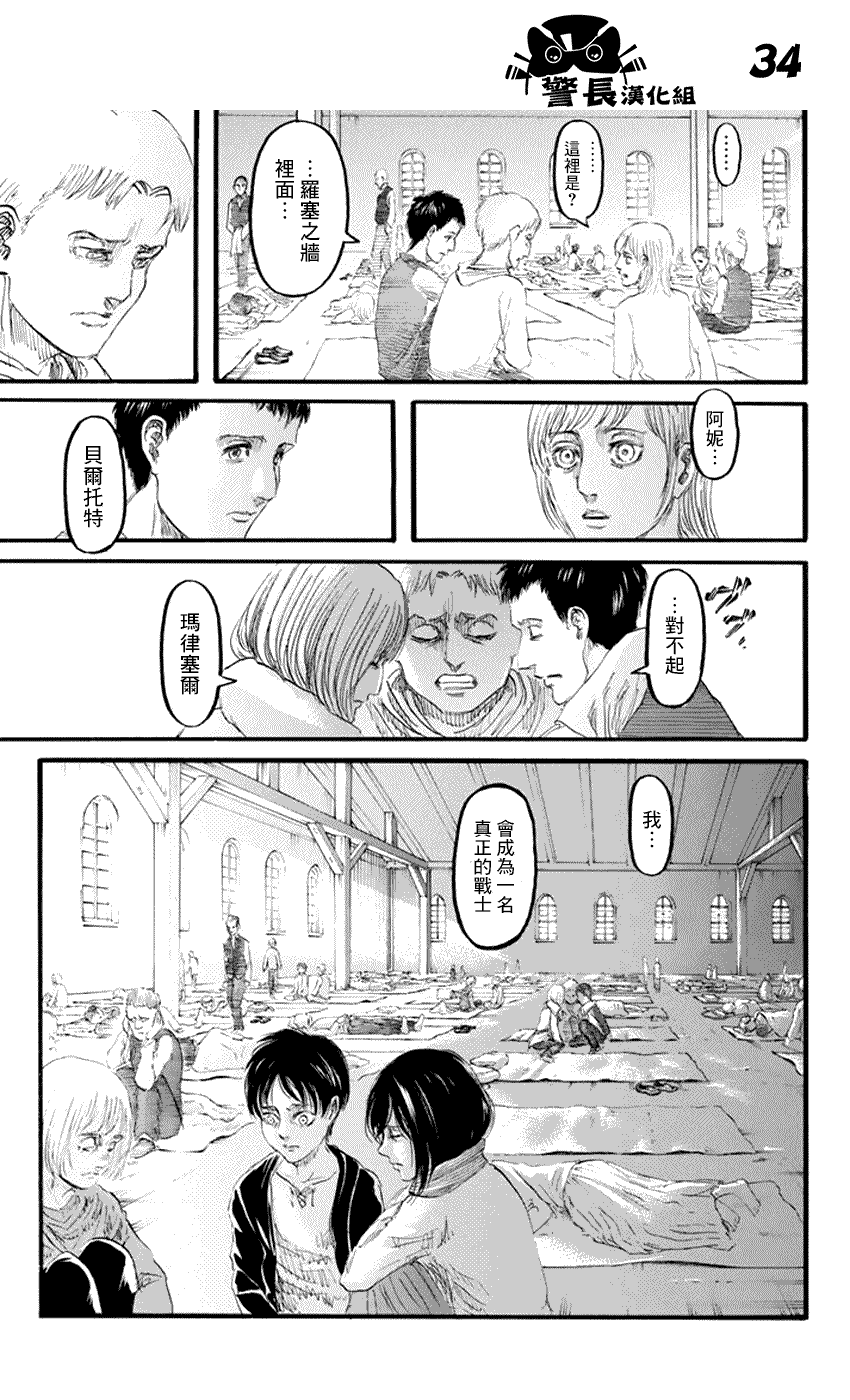 警長漢化組
34
……
……
這裡是?
…羅塞之牆
裡面…
阿妮…
貝爾托特
…對不起
瑪律塞爾
我…
會成為一名
真正的戰士